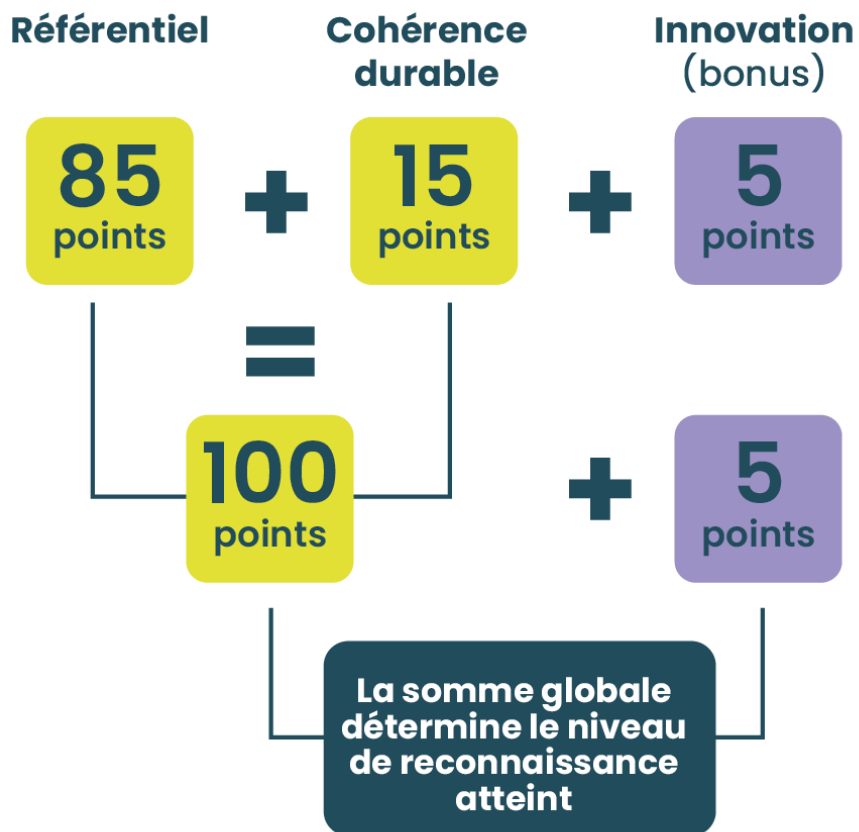 Référentiel
Cohérence
durable
Innovation
(bonus)
85
points
+
15
points
+
5
points
=
100
points
+
5
points
La somme globale
détermine le niveau
de reconnaissance
atteint